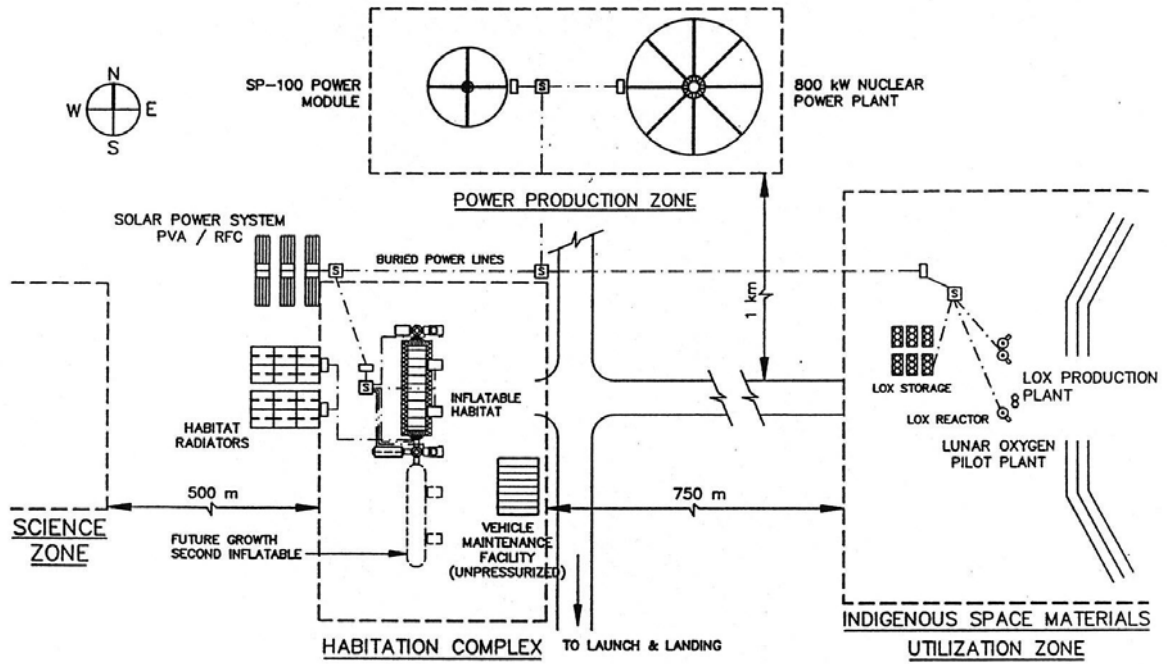 N
W E
S
SP-100 POWER
MODULE
S
800 kW NUCLEAR
POWER PLANT
POWER PRODUCTION ZONE
SOLAR POWER SYSTEM
PVA / RFC
S
BURIED POWER LINES
S
1 km
S
LOX STORAGE
LOX PRODUCTION
PLANT
LOX REACTOR
LUNAR OXYGEN
PILOT PLANT
S
INFLATABLE
HABITAT
HABITAT
RADIATORS
500 m
750 m
SCIENCE
ZONE
FUTURE GROWTH
SECOND INFLATABLE
VEHICLE
MAINTENANCE
FACILITY
(UNPRESSURIZED)
HABITATION COMPLEX
TO LAUNCH & LANDING
INDIGENOUS SPACE MATERIALS
UTILIZATION ZONE